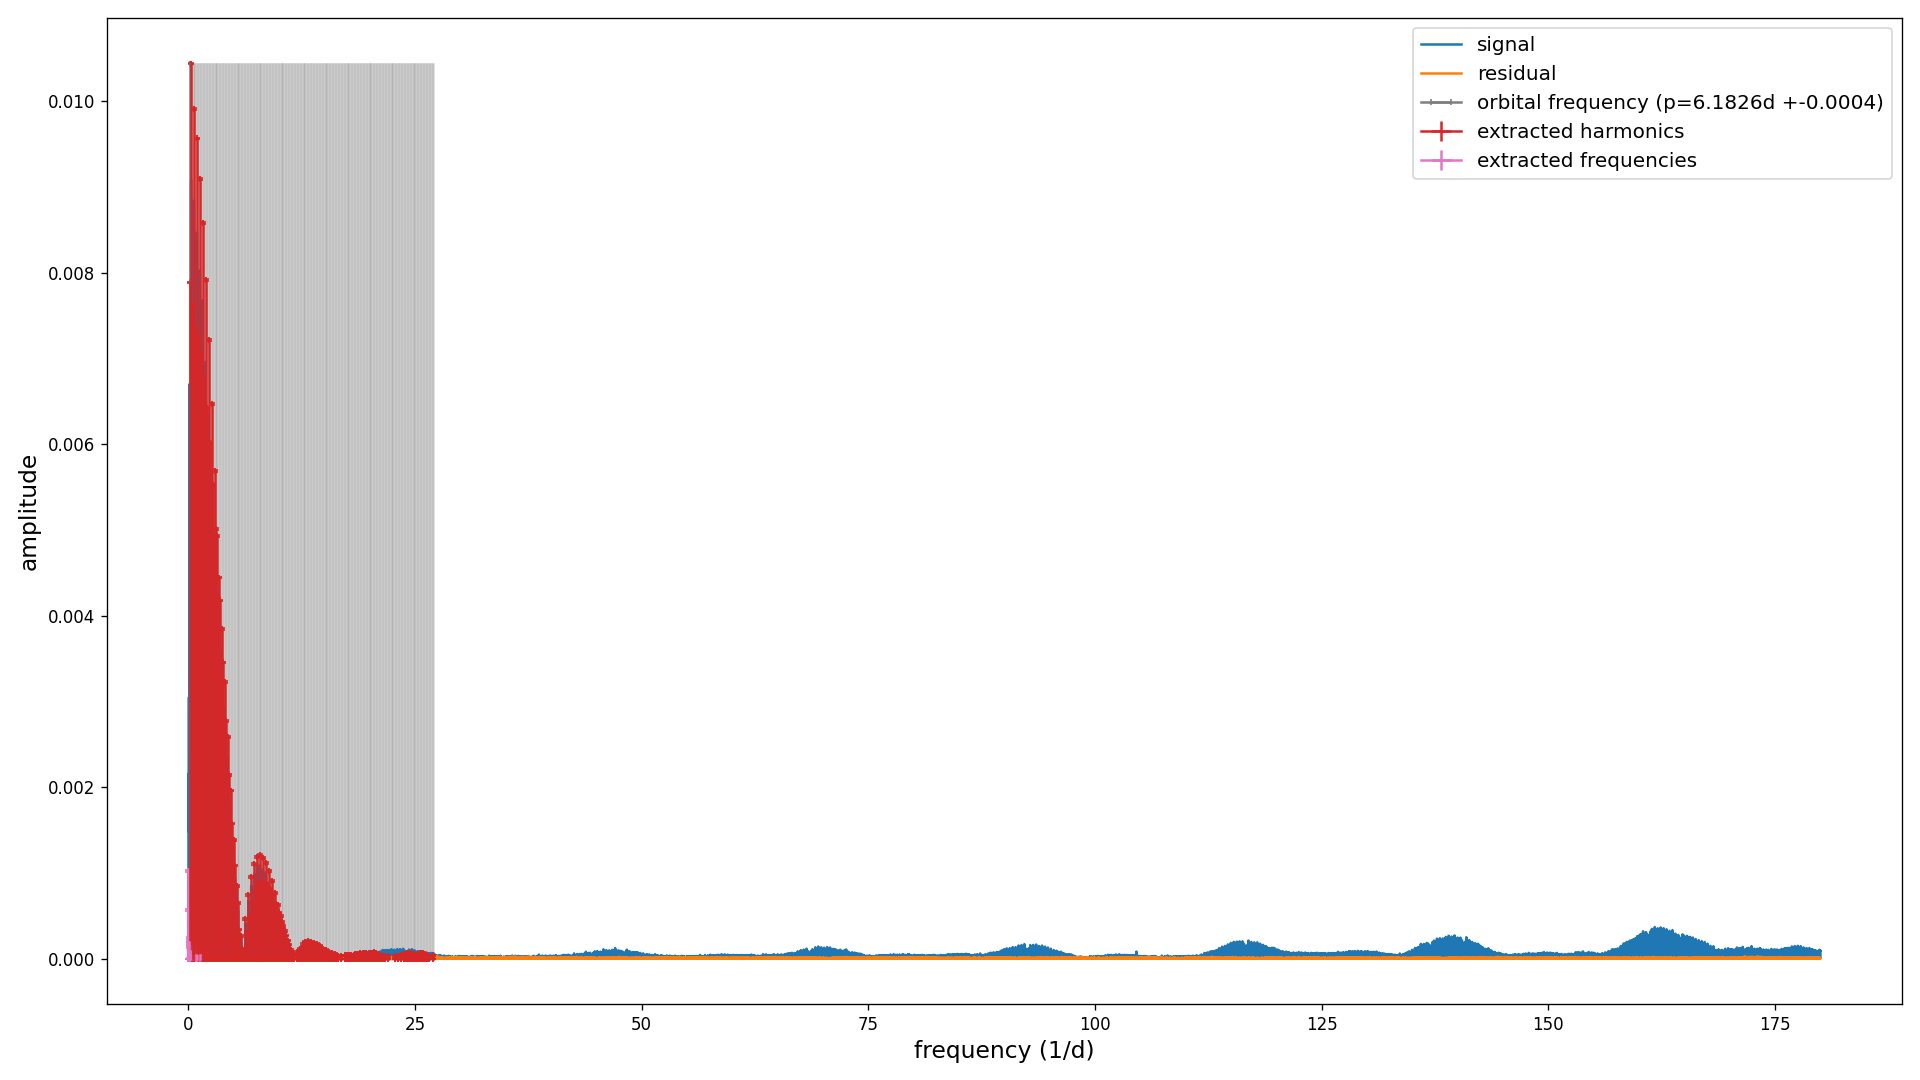 signal
residual
orbital frequency (p=6.1826d +-0.0004)
extracted harmonics
extracted frequencies
0.010
0.008
0.006
0.004
0.002
0.000
amplitude
0 25 50 75 100 125 150 175
frequency (1/d)